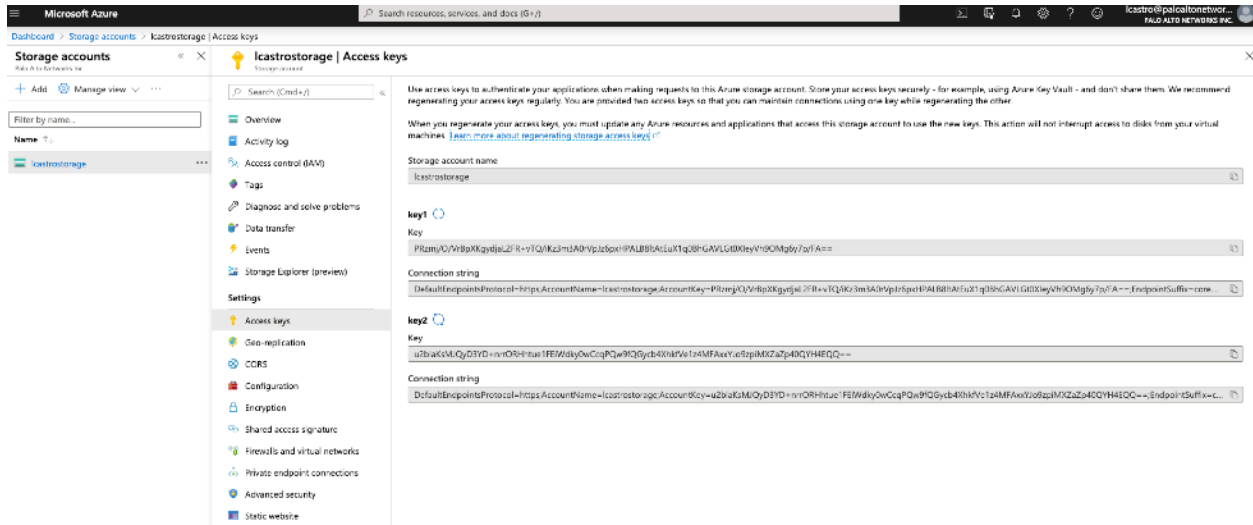 Microsoft Azure
Search resources, services, and docs (G+/)
lcastro@paloaltonetwor...
PALO ALTO NETWORKS INC.
Dashboard > Storage accounts > lcastrostorage | Access keys
Storage accounts
Palo Alto Networks Inc.
+ Add Manage view ...
Filter by name...
Name
lcastrostorage ...
lcastrostorage | Access keys
Storage account
Search (Cmd+/)
Overview
Activity log
Access control (IAM)
Tags
Diagnose and solve problems
Data transfer
Events
Storage Explorer (preview)
Settings
Access keys
Geo-replication
CORS
Configuration
Encryption
Shared access signature
Firewalls and virtual networks
Private endpoint connections
Advanced security
Static website
Use access keys to authenticate your applications when making requests to this Azure storage account. Store your access keys securely - for example, using Azure Key Vault - and don't share them. We recommend
regenerating your access keys regularly. You are provided two access keys so that you can maintain connections using one key while regenerating the other.
When you regenerate your access keys, you must update any Azure resources and applications that access this storage account to use the new keys. This action will not interrupt access to disks from your virtual
machines. Learn more about regenerating storage access keys
Storage account name
lcastrostorage
key1
Key
Connection string
DefaultEndpointsProtocol=https;AccountName=lcastrostorage;AccountKey=
key2
Key
Connection string
DefaultEndpointsProtocol=https;AccountName=lcastrostorage;AccountKey=